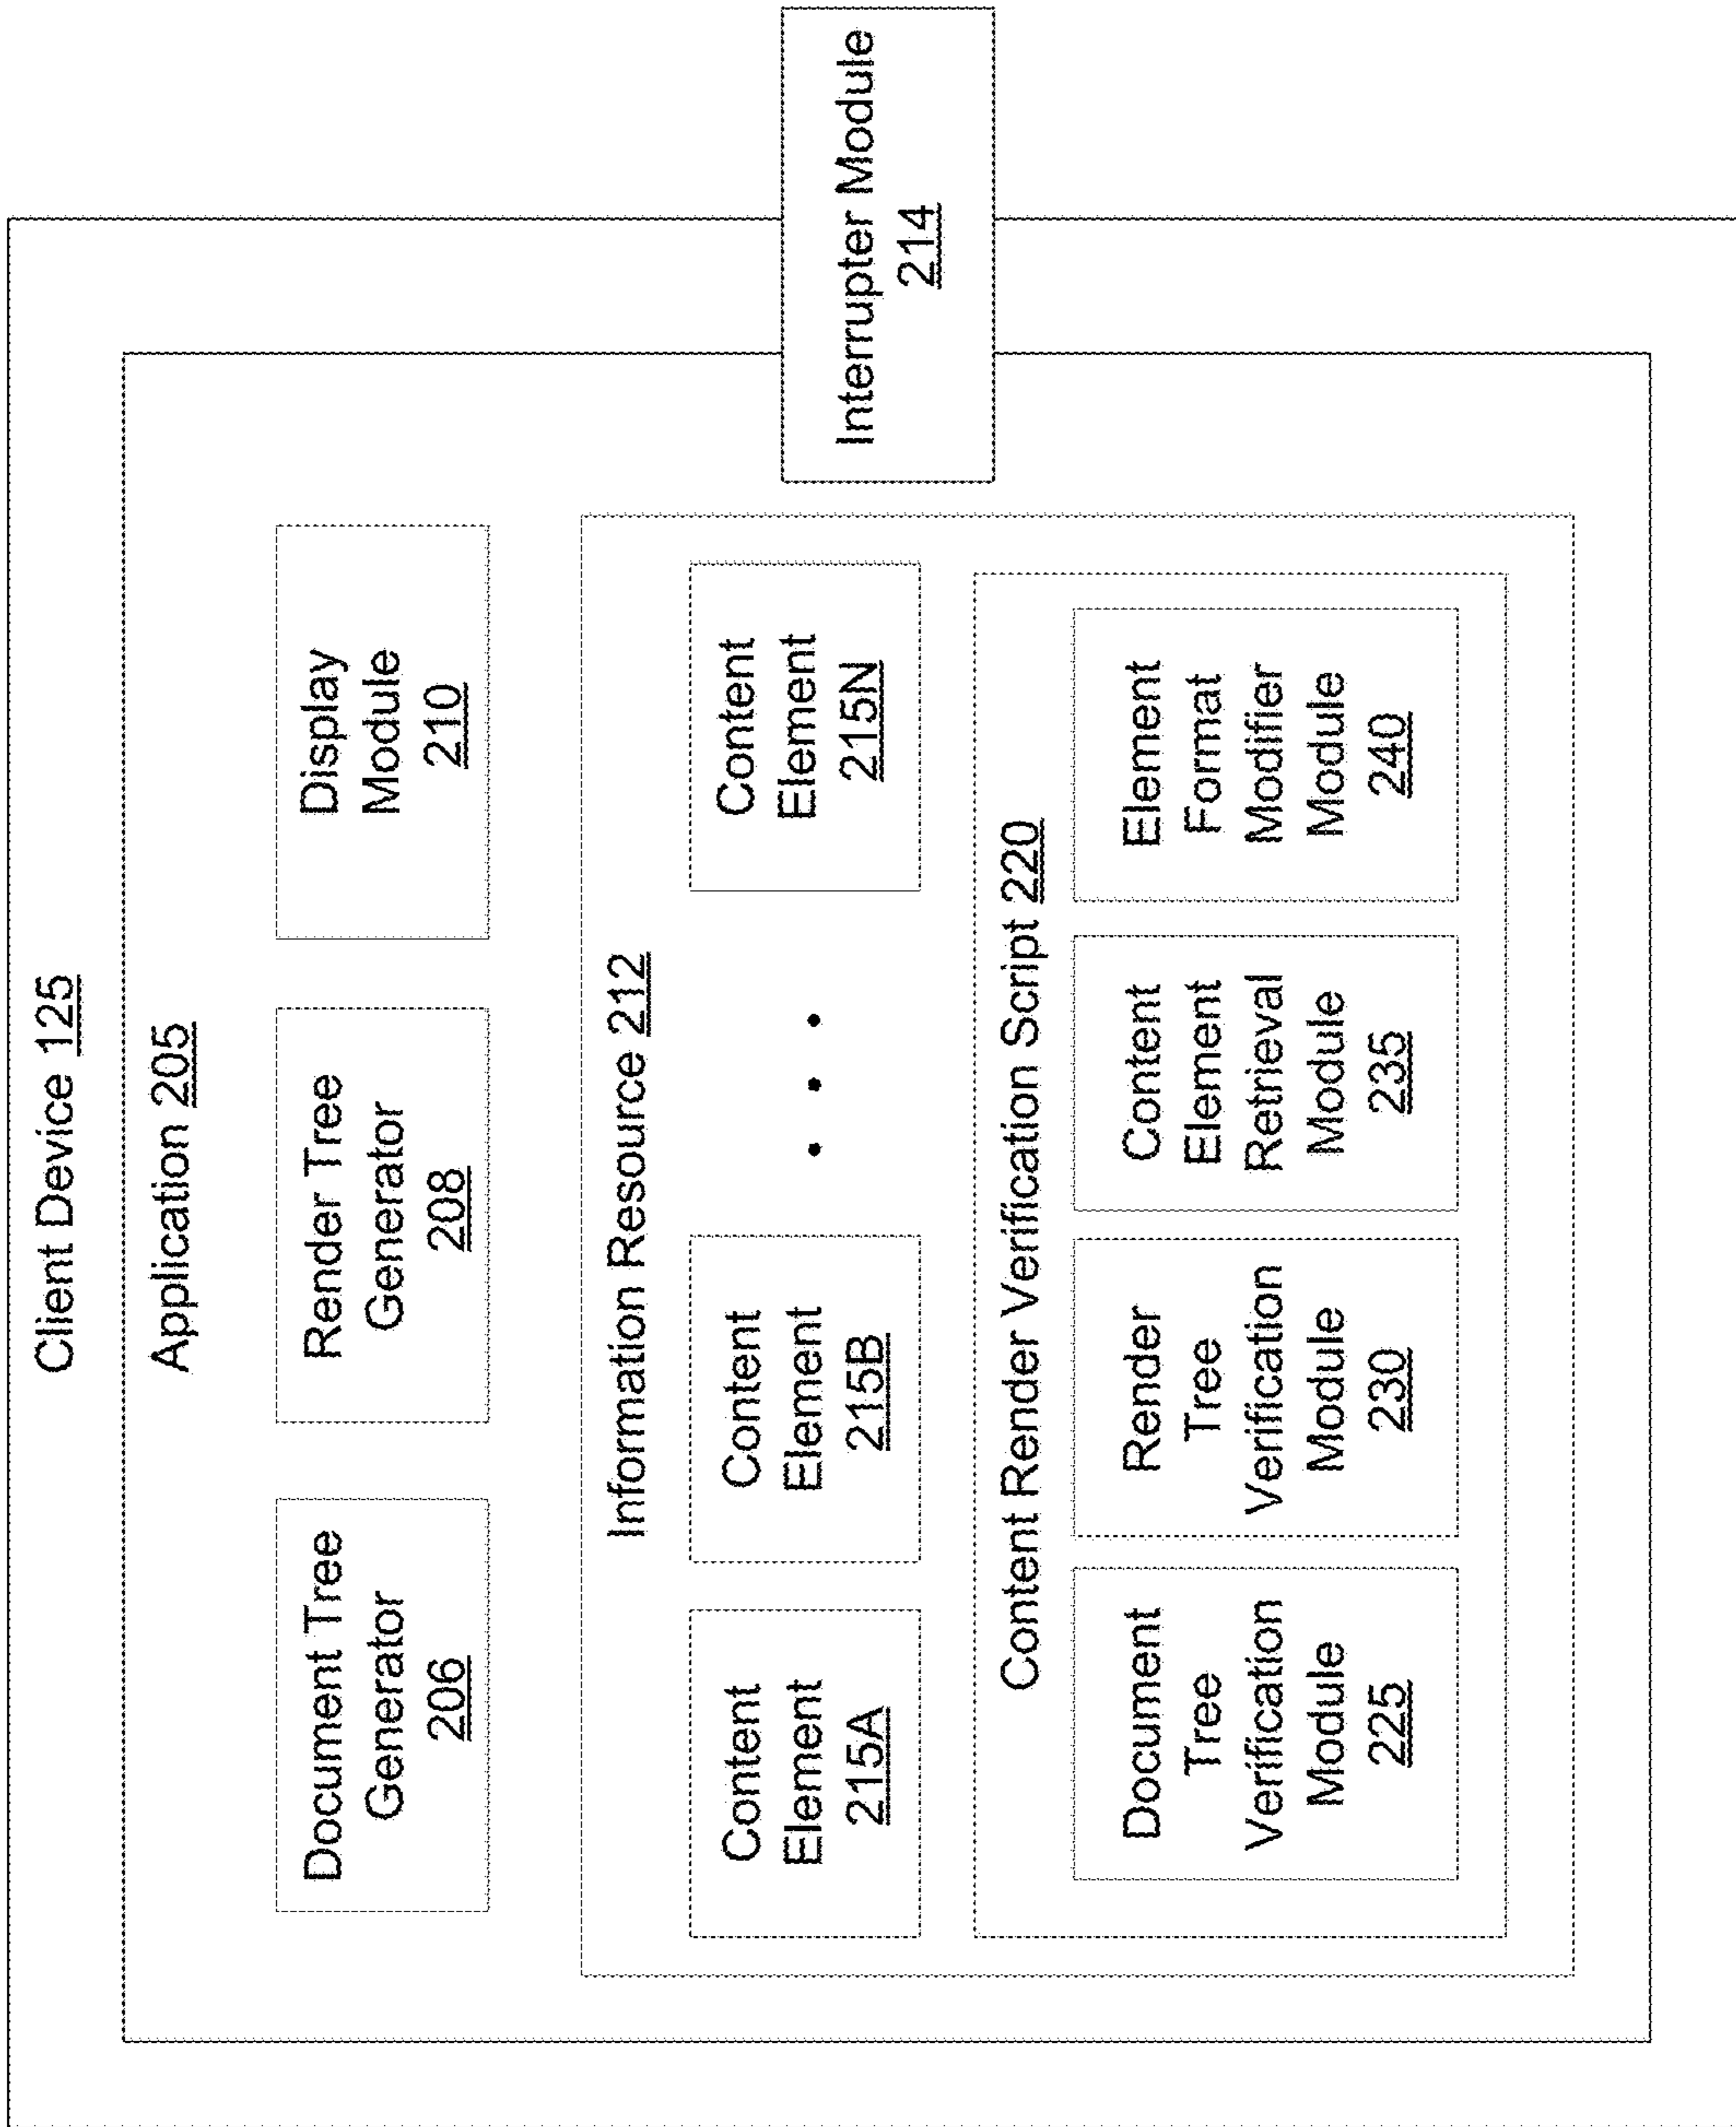 Client Device 125
Application 205
Document Tree
Generator
206
Render Tree
Generator
208
Display
Module
210
Interrupter Module
214
Information Resource 212
Content
Element
215A
Content
Element
215B
• • •
Content
Element
215N
Content Render Verification Script 220
Document
Tree
Verification
Module
225
Render
Tree
Verification
Module
230
Content
Element
Retrieval
Module
235
Element
Format
Modifier
Module
240